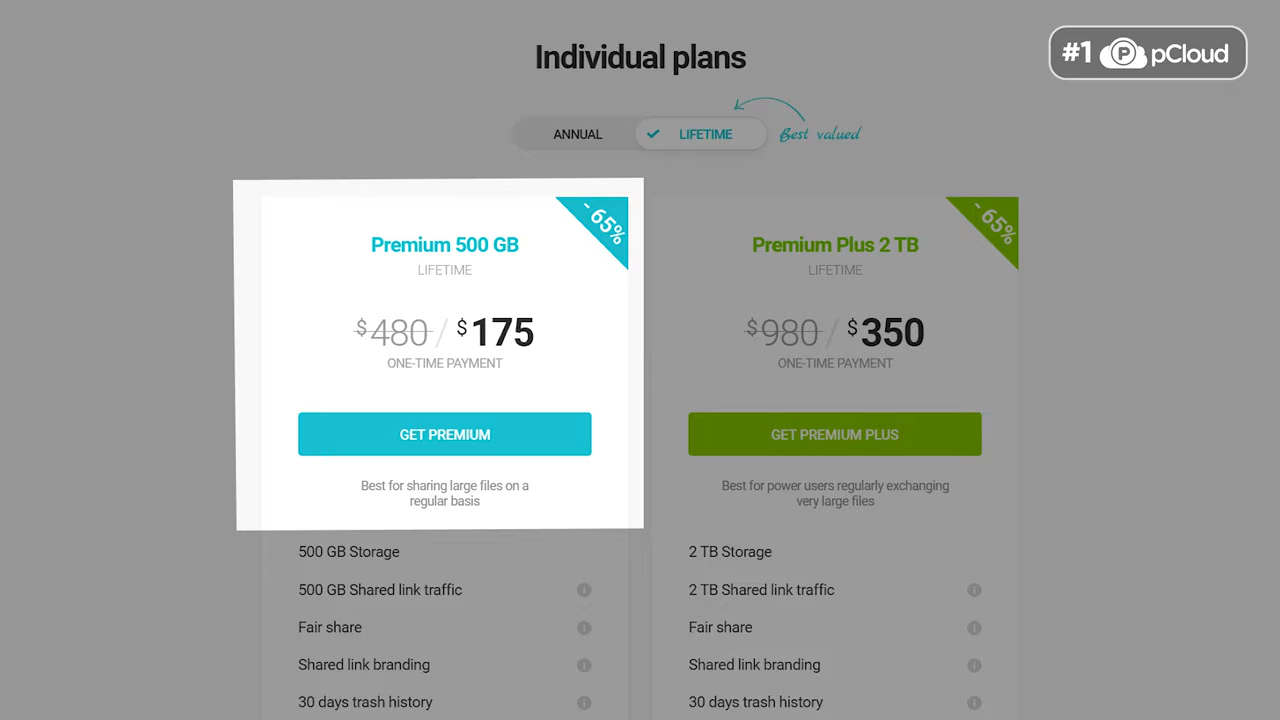 #1 pCloud
Individual plans
ANNUAL
LIFETIME
Best valued
- 65%
Premium 500 GB
LIFETIME
$480 / $175
ONE-TIME PAYMENT
GET PREMIUM
Best for sharing large files on a
regular basis
500 GB Storage
500 GB Shared link traffic
Fair share
Shared link branding
30 days trash history
- 65%
Premium Plus 2 TB
LIFETIME
$980 / $350
ONE-TIME PAYMENT
GET PREMIUM PLUS
Best for power users regularly exchanging
very large files
2 TB Storage
2 TB Shared link traffic
Fair share
Shared link branding
30 days trash history